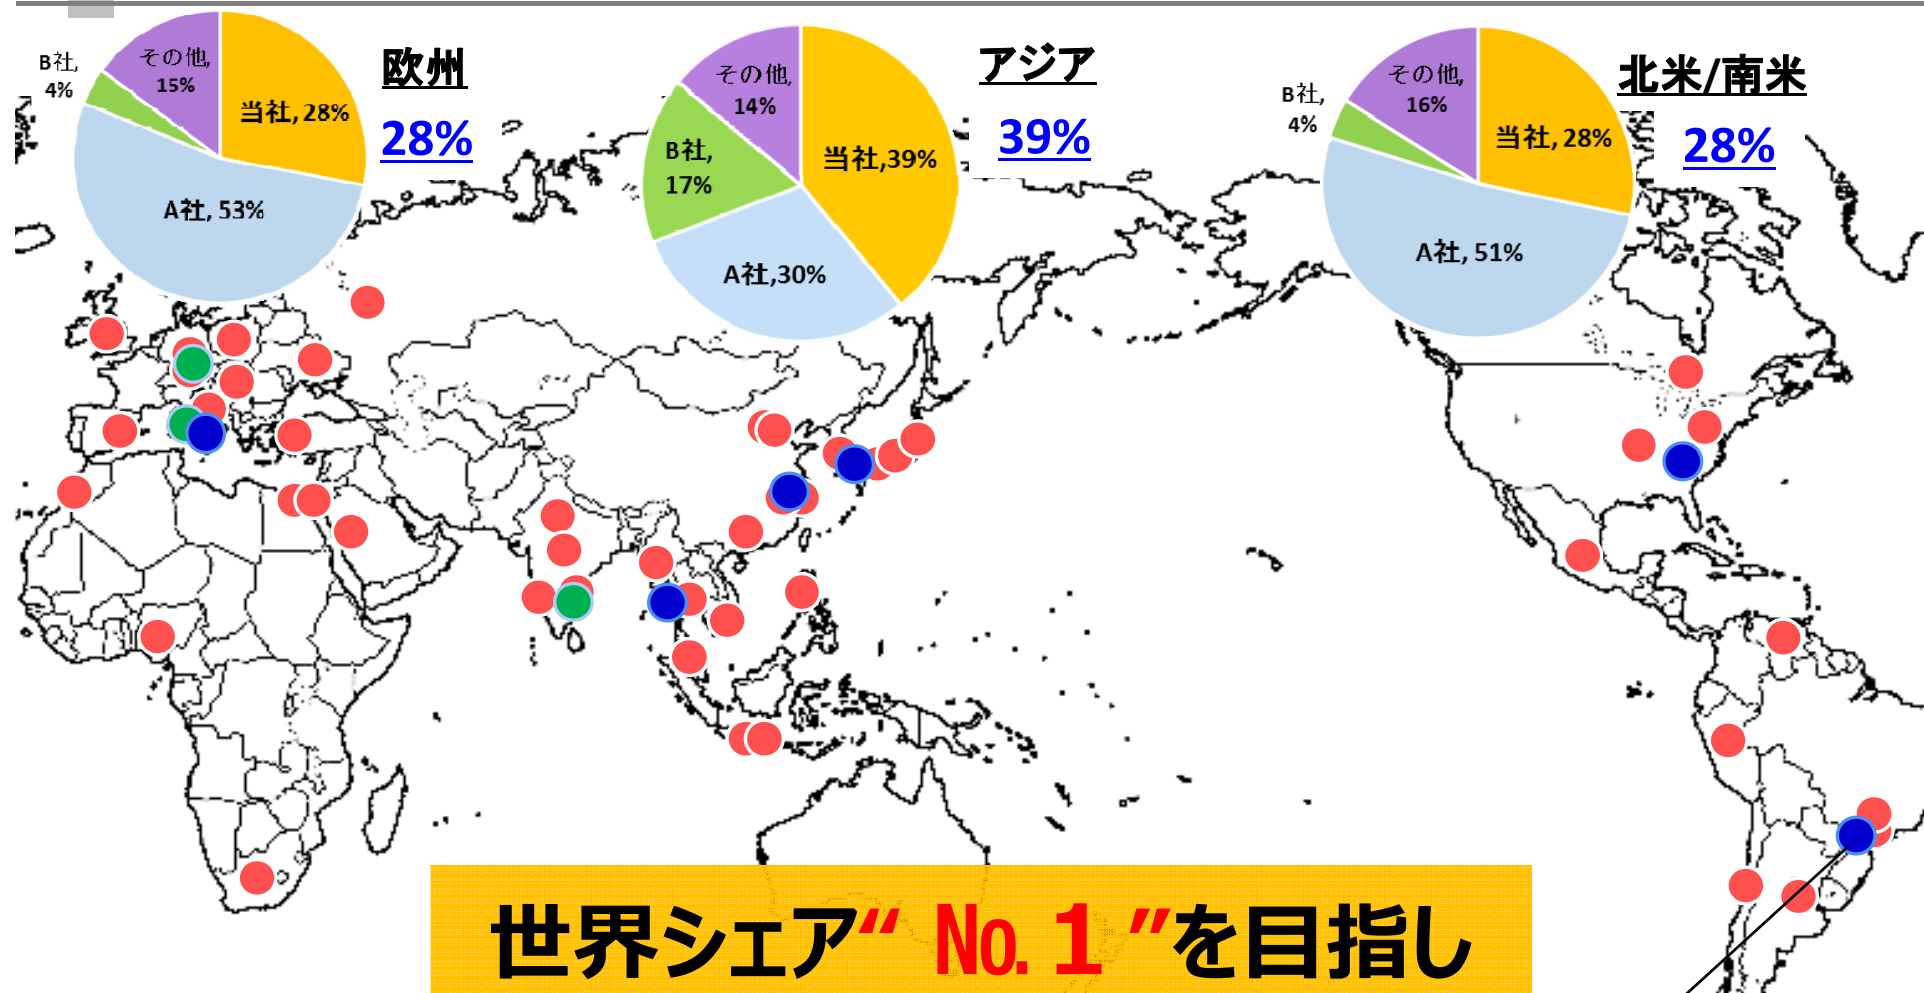 欧州
28%
その他,
15%
B社,
4%
当社, 28%
A社, 53%
アジア
39%
その他,
14%
B社,
17%
当社,39%
A社,30%
北米/南米
28%
その他,
16%
B社,
4%
当社, 28%
A社, 51%
世界シェア“ №１ ”を目指し